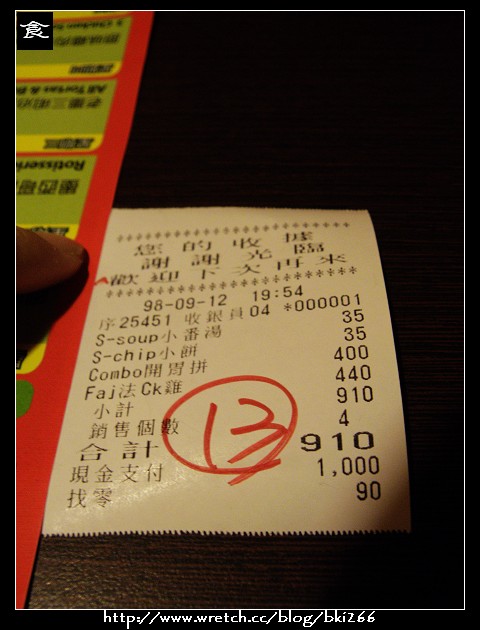 食
Rotisserie
********************
您的收據
謝謝光臨
歡迎下次再來
********************
98-09-12 19:54
序25451 收銀員04 *000001
S-soup小番湯 35
S-chip小餅 35
Combo開胃拼 400
Faj法Ck雞 440
小計 910
銷售個數 4
合計 910
現金支付 1,000
找零 90
13
http://www.wretch.cc/blog/bki266